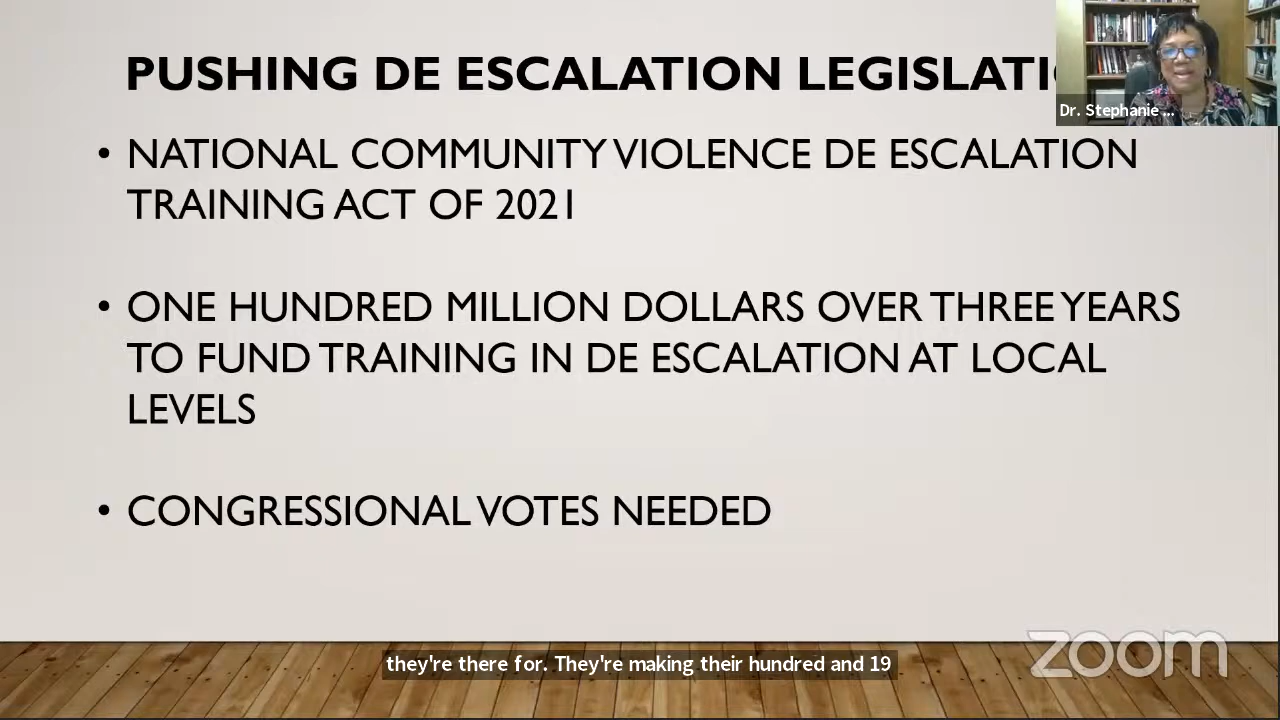 PUSHING DE ESCALATION LEGISLATI
Dr. Stephanie ...
• NATIONAL COMMUNITY VIOLENCE DE ESCALATION
TRAINING ACT OF 2021
• ONE HUNDRED MILLION DOLLARS OVER THREE YEARS
TO FUND TRAINING IN DE ESCALATION AT LOCAL
LEVELS
• CONGRESSIONAL VOTES NEEDED
they're there for. They're making their hundred and 19
zoom